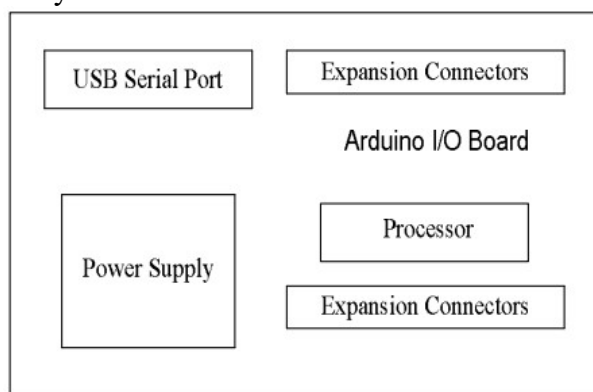 USB Serial Port
Expansion Connectors
Arduino I/O Board
Processor
Power Supply
Expansion Connectors